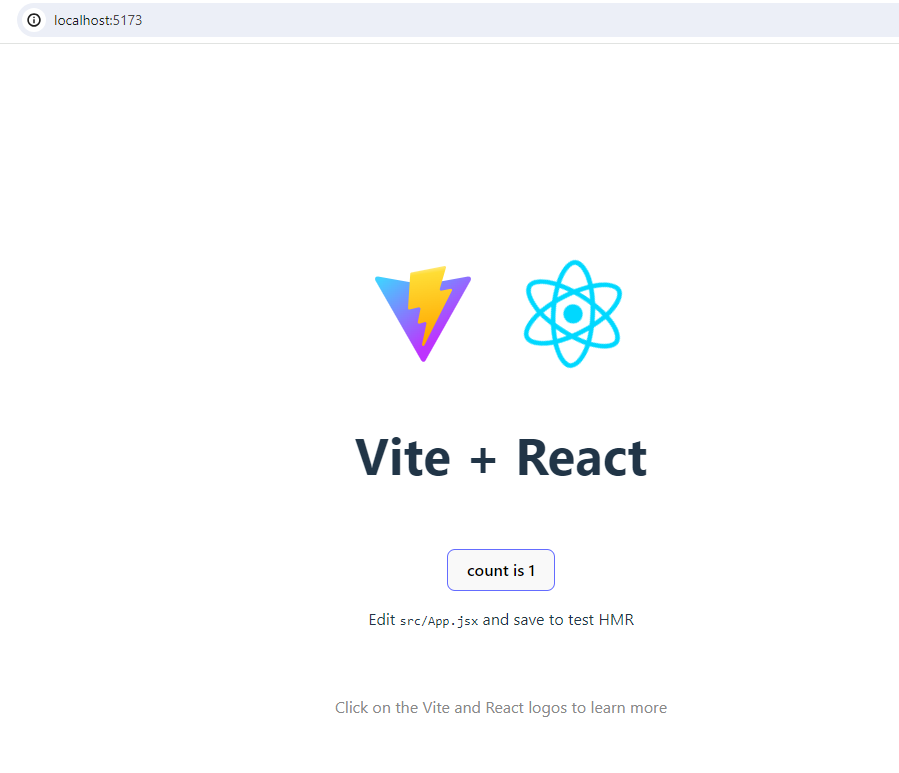 localhost:5173
Vite + React
count is 1
Edit src/App.jsx and save to test HMR
Click on the Vite and React logos to learn more